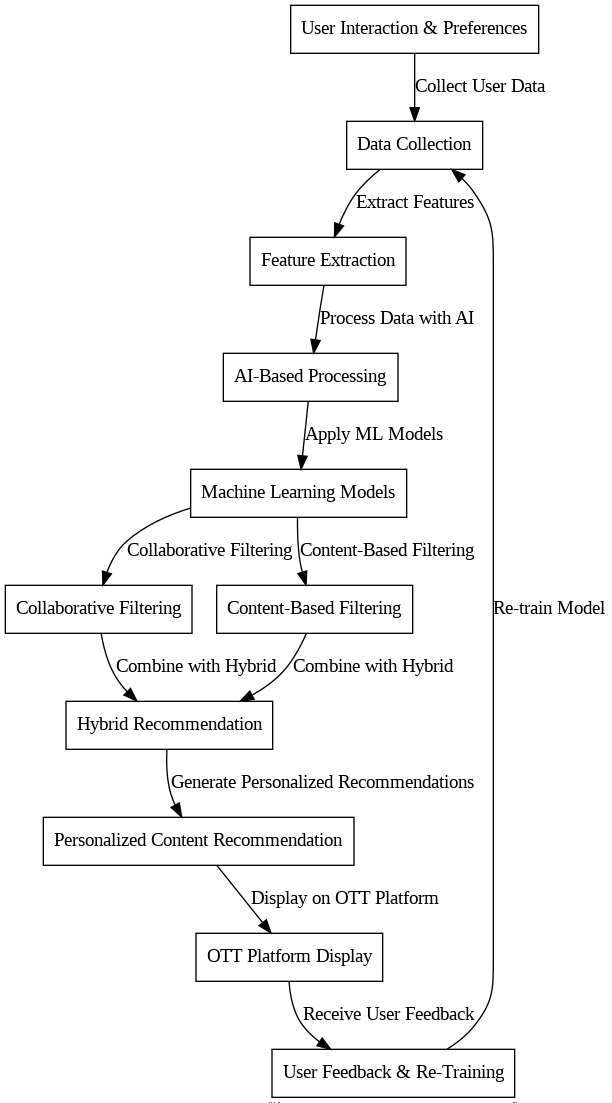 User Interaction & Preferences
Collect User Data
Data Collection
Extract Features
Feature Extraction
Process Data with AI
AI-Based Processing
Apply ML Models
Machine Learning Models
Collaborative Filtering
Content-Based Filtering
Collaborative Filtering
Content-Based Filtering
Re-train Model
Combine with Hybrid
Combine with Hybrid
Hybrid Recommendation
Generate Personalized Recommendations
Personalized Content Recommendation
Display on OTT Platform
OTT Platform Display
Receive User Feedback
User Feedback & Re-Training